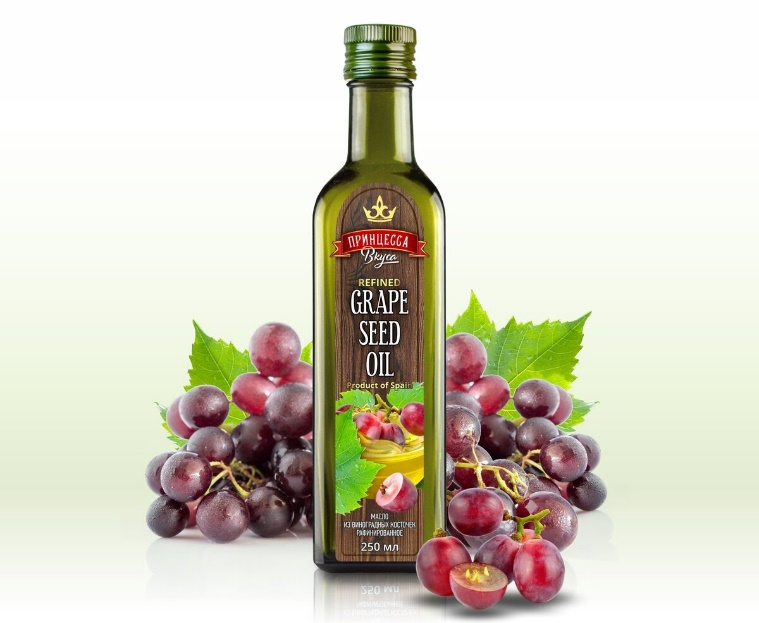 ПРИНЦЕССА
Вкуса
REFINED
GRAPE
SEED
OIL
Product of Spain
МАСЛО
ИЗ ВИНОГРАДНЫХ КОСТОЧЕК
РАФИНИРОВАННОЕ
250 мл